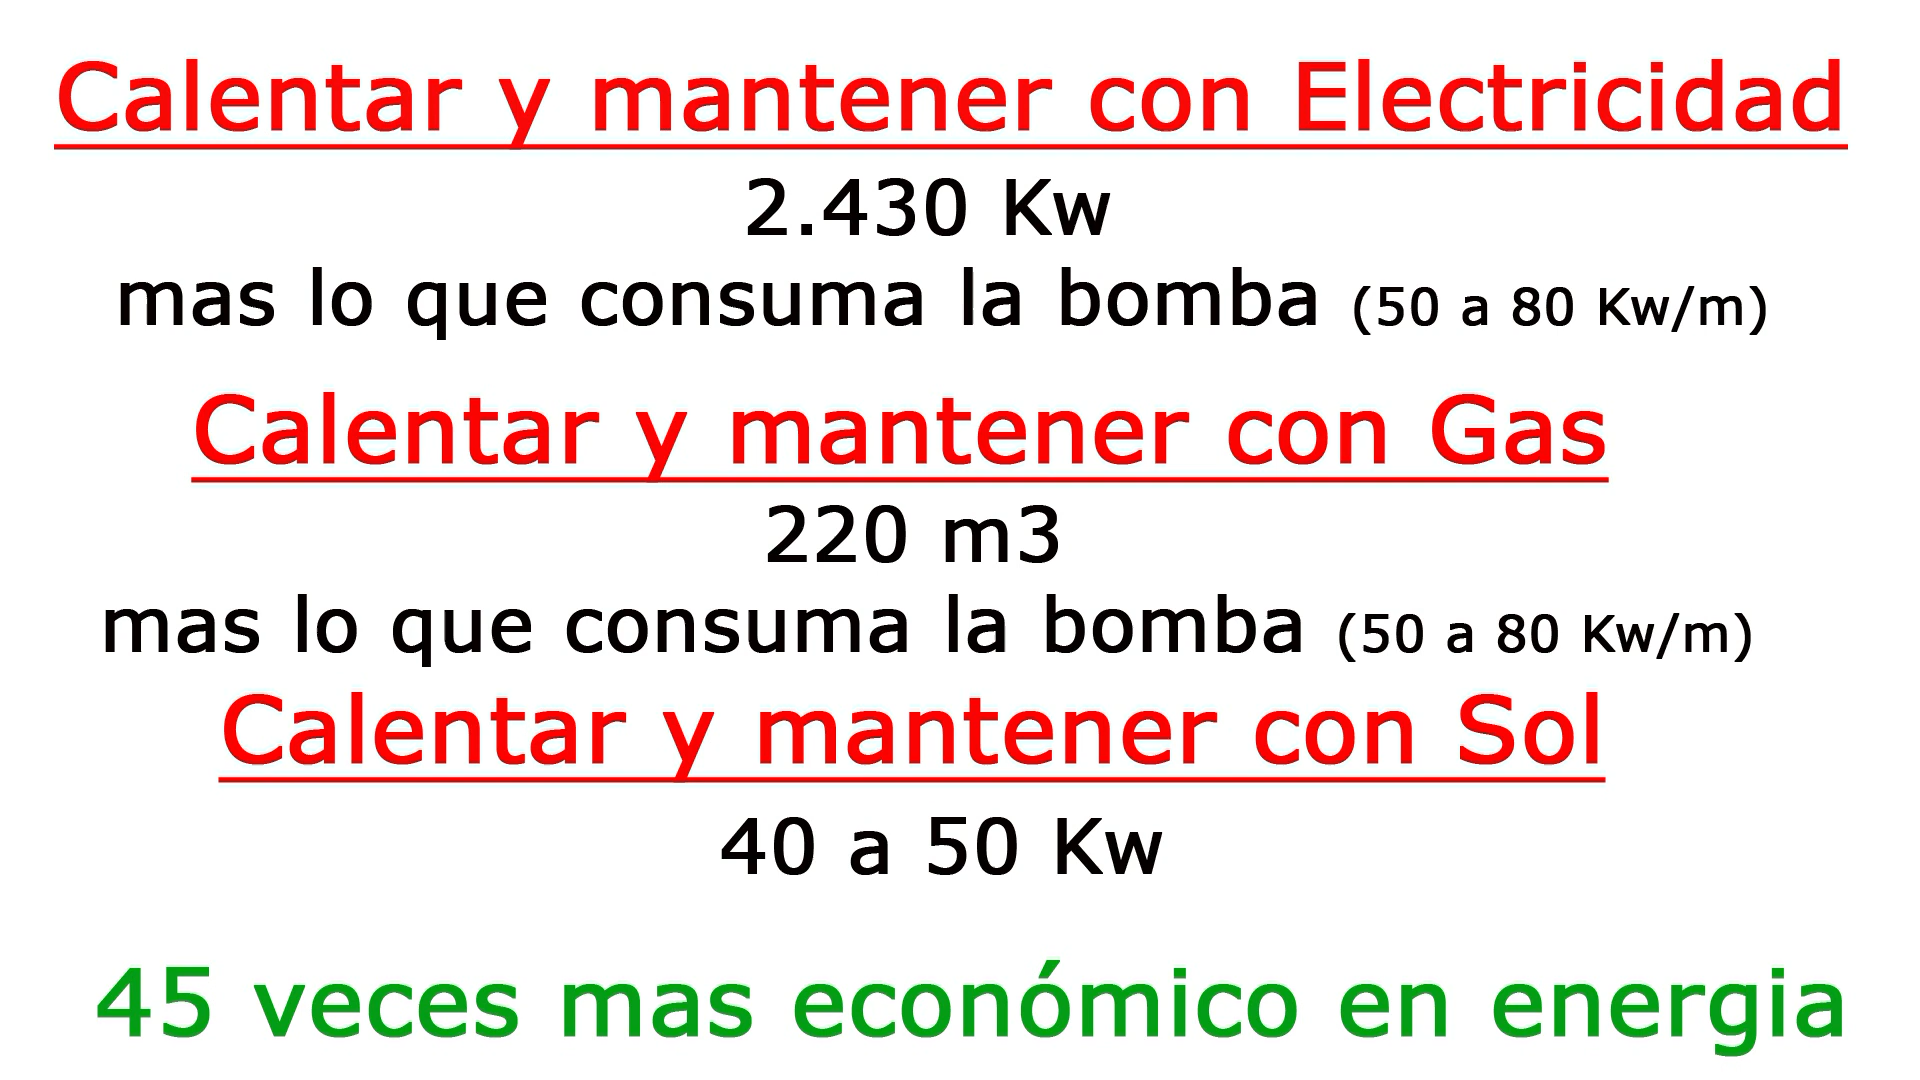 Calentar y mantener con Electricidad
2.430 Kw
mas lo que consuma la bomba (50 a 80 Kw/m)
Calentar y mantener con Gas
220 m3
mas lo que consuma la bomba (50 a 80 Kw/m)
Calentar y mantener con Sol
40 a 50 Kw
45 veces mas económico en energia